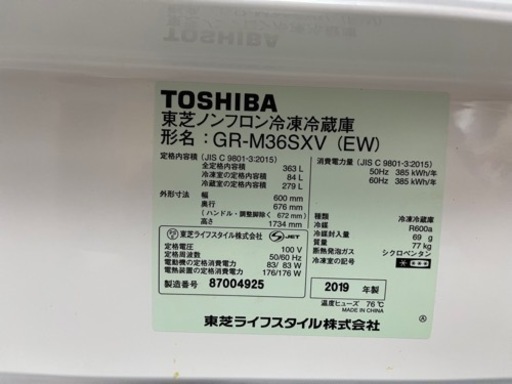 TOSHIBA
東芝ノンフロン冷凍冷蔵庫
形名：GR-M36SXV (EW)
定格内容積 (JIS C 9801-3:2015)
全定格内容積 363 L
冷凍室の定格内容積 84 L
冷蔵室の定格内容積 279 L
外形寸法 幅 600 mm
奥行 676 mm
(ハンドル・調整脚除く 672 mm)
高さ 1734 mm
東芝ライフスタイル株式会社
JET
定格電圧 100 V
定格周波数 50/60 Hz
電動機の定格消費電力 83/ 83 W
電熱装置の定格消費電力 176/176 W
製造番号 87004925
消費電力量 (JIS C 9801-3:2015)
50Hz 385 kWh/年
60Hz 385 kWh/年
種類 冷凍冷蔵庫
冷媒 R600a
冷媒封入量 69 g
質量 77 kg
断熱発泡ガス シクロペンタン
冷凍室の記号
2019 年製
温度ヒューズ 76℃
MADE IN CHINA
東芝ライフスタイル株式会社